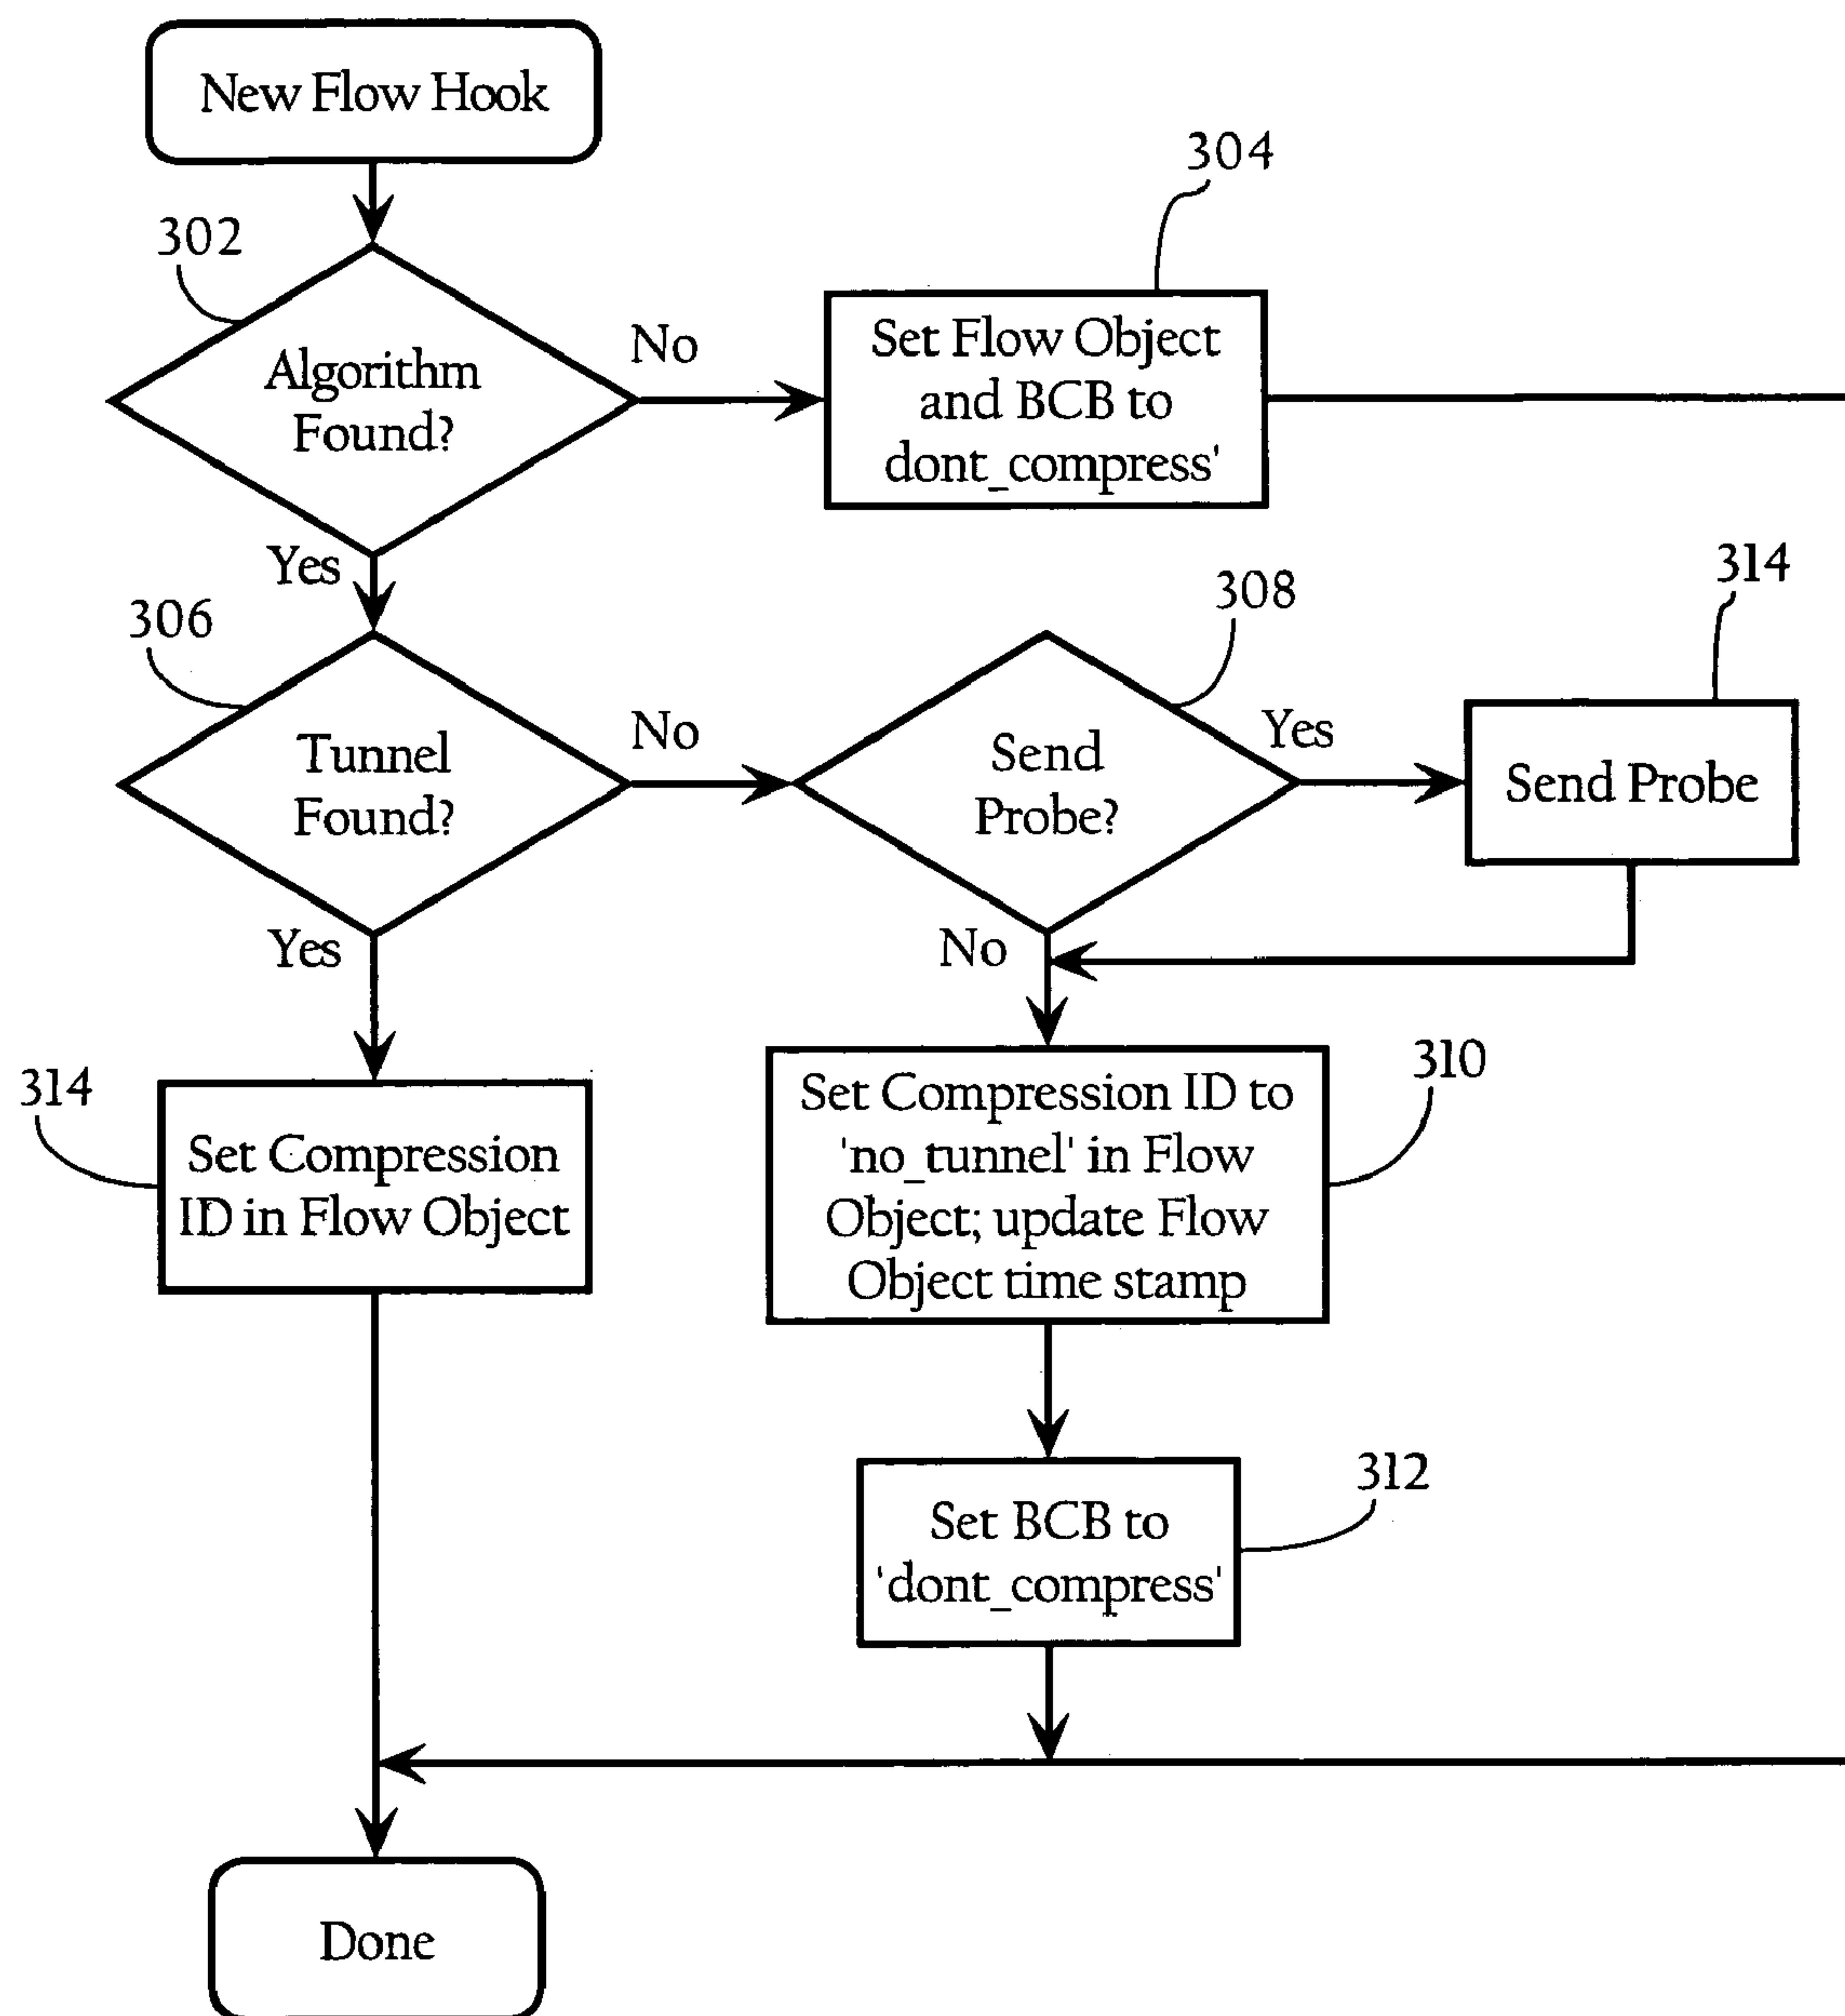 New Flow Hook
304
302
Algorithm
Found?
No
Set Flow Object
and BCB to
dont_compress'
Yes
306
308
314
Tunnel
Found?
No
Send
Probe?
Yes
Send Probe
Yes
No
314
Set Compression
ID in Flow Object
310
Set Compression ID to
'no_tunnel' in Flow
Object; update Flow
Object time stamp
312
Set BCB to
'dont_compress'
Done